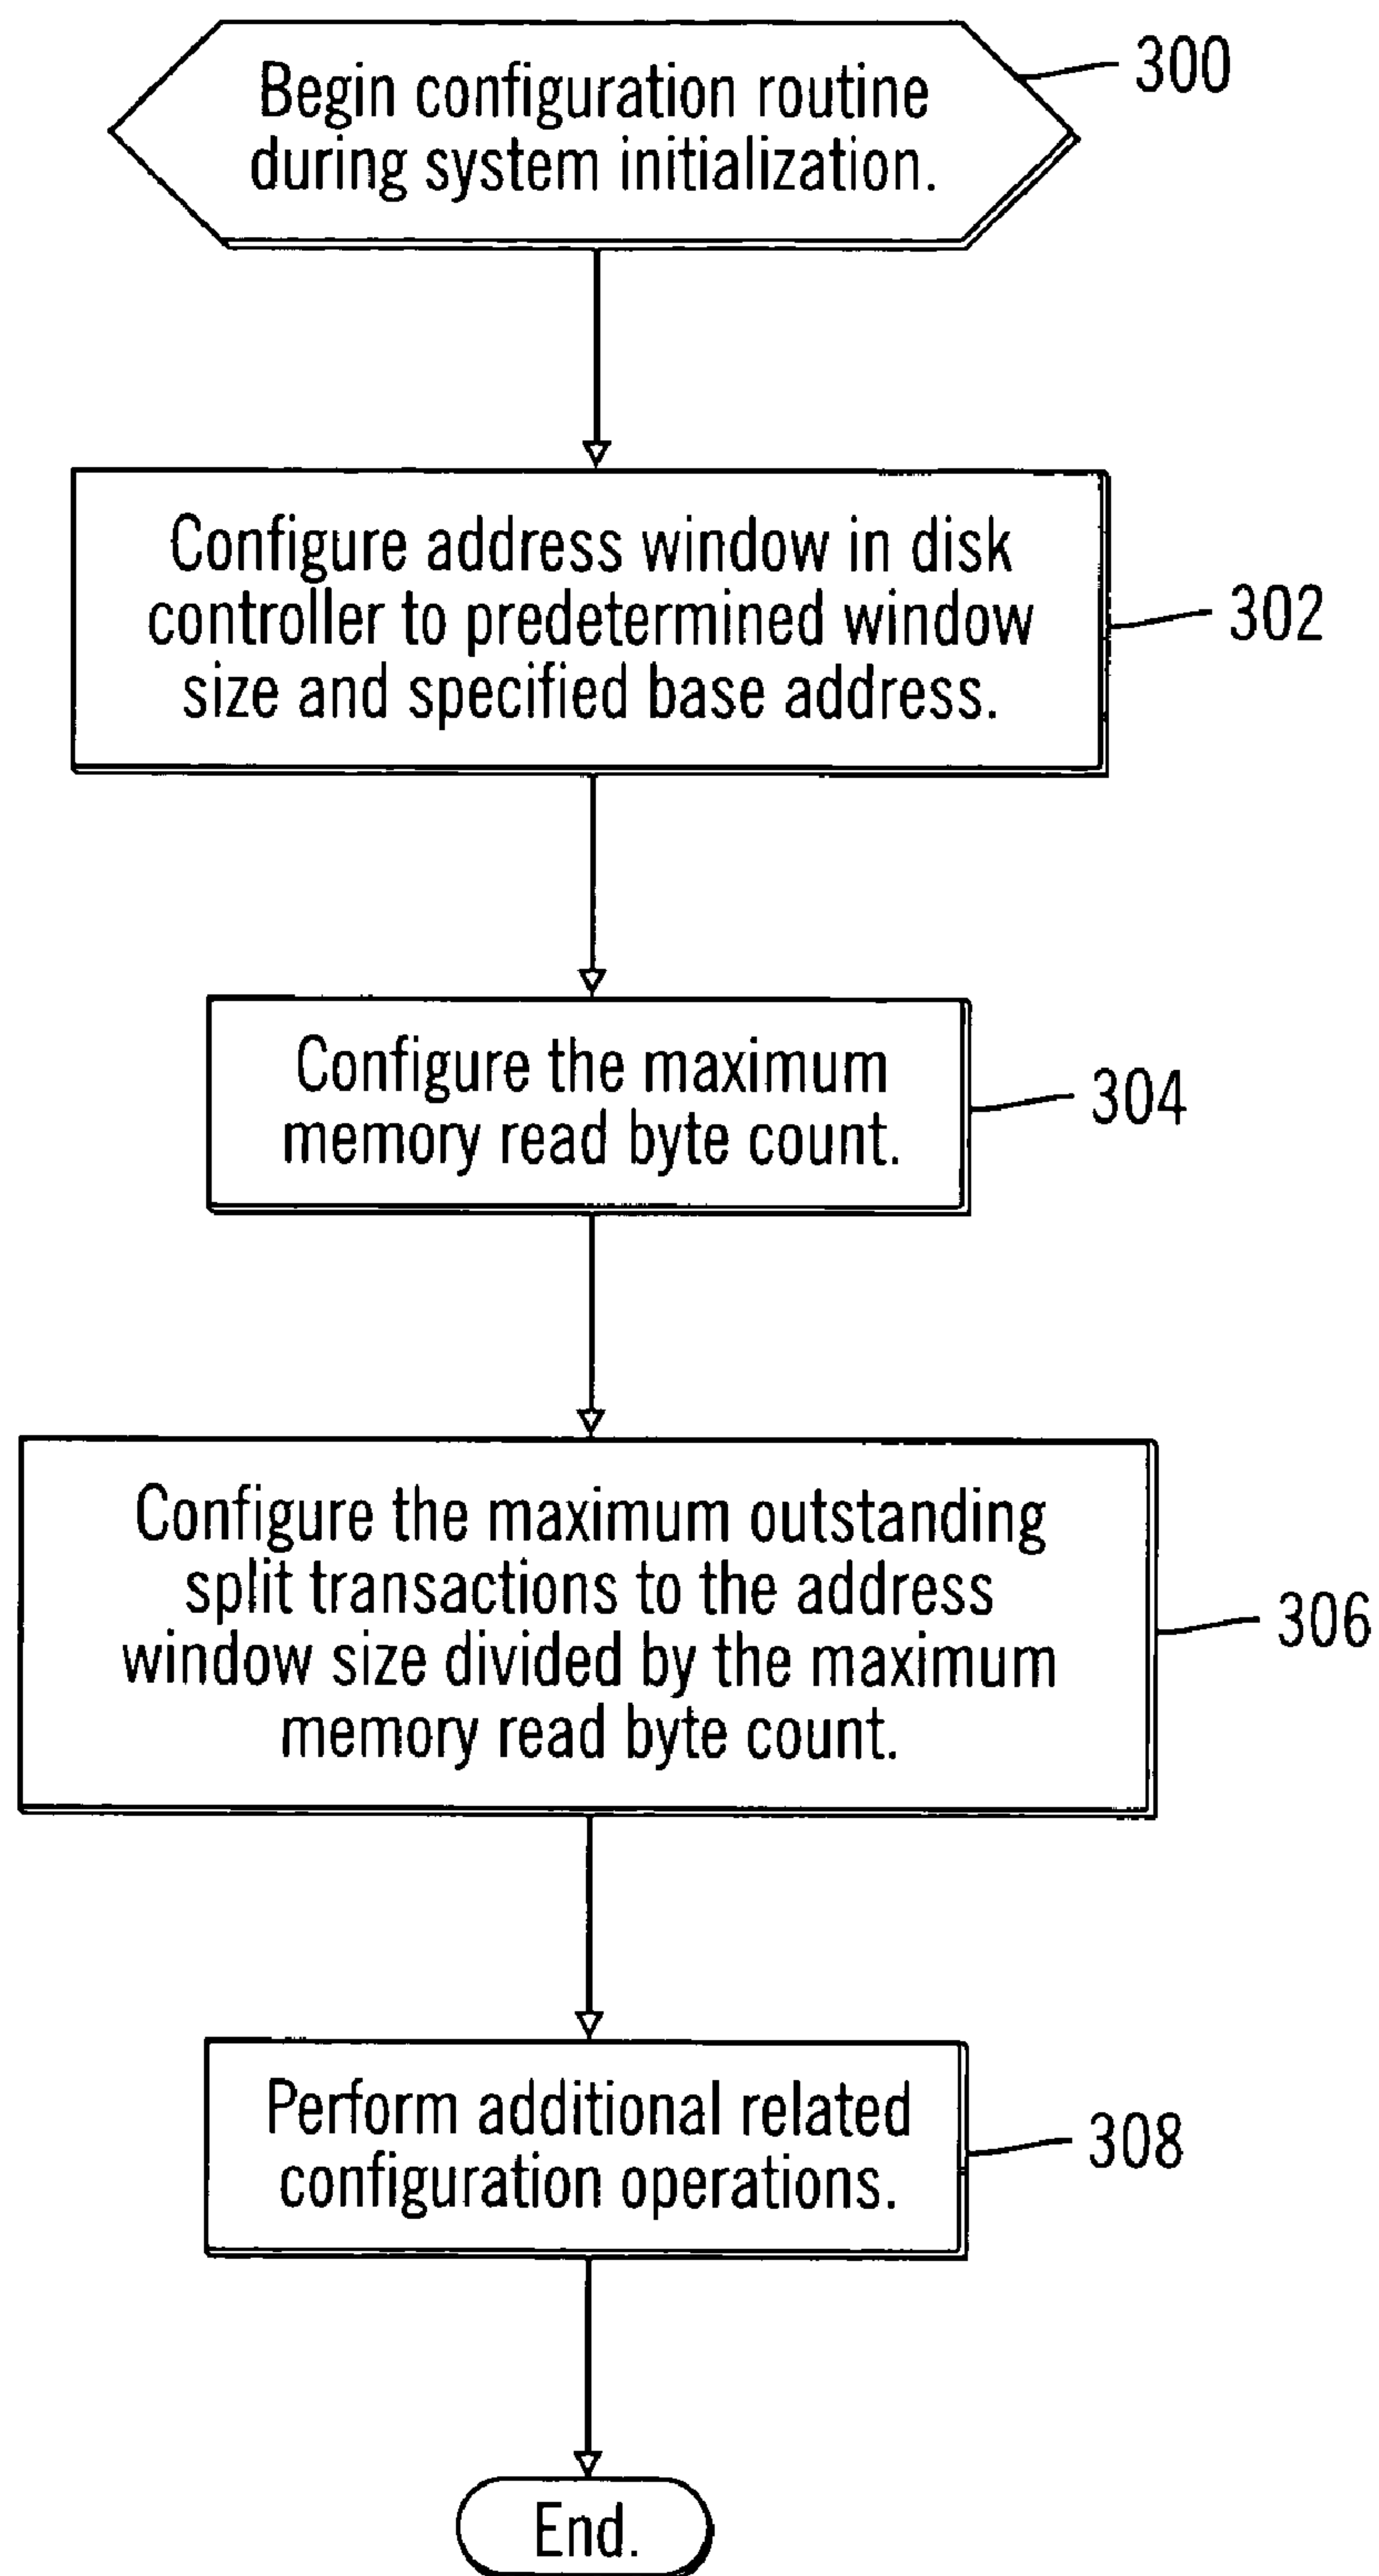 Begin configuration routine
during system initialization.
300
Configure address window in disk
controller to predetermined window
size and specified base address.
302
Configure the maximum
memory read byte count.
304
Configure the maximum outstanding
split transactions to the address
window size divided by the maximum
memory read byte count.
306
Perform additional related
configuration operations.
308
End.